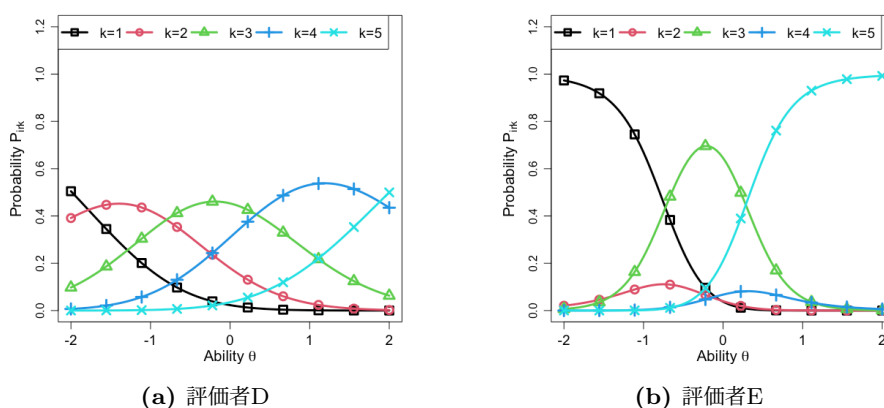 k=1 k=2 k=3 k=4 k=5
Probability P_irk
0.0 0.2 0.4 0.6 0.8 1.0 1.2
-2 -1 0 1 2
Ability θ
(a) 評価者D
k=1 k=2 k=3 k=4 k=5
Probability P_irk
0.0 0.2 0.4 0.6 0.8 1.0 1.2
-2 -1 0 1 2
Ability θ
(b) 評価者E